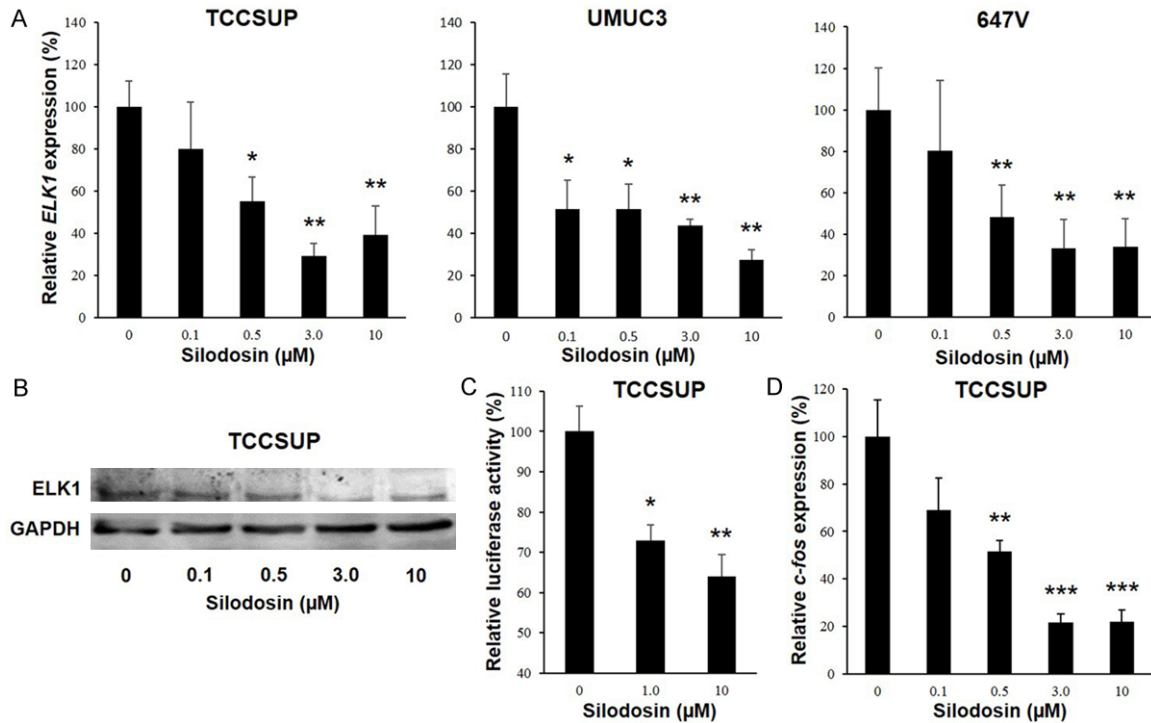 A
TCCSUP
Relative ELK1 expression (%)
140
120
100
80
60
40
20
0
*
**
**
0 0.1 0.5 3.0 10
Silodosin (µM)
UMUC3
140
120
100
80
60
40
20
0
*
*
**
**
0 0.1 0.5 3.0 10
Silodosin (µM)
647V
140
120
100
80
60
40
20
0
**
**
**
0 0.1 0.5 3.0 10
Silodosin (µM)
B
TCCSUP
ELK1
GAPDH
0 0.1 0.5 3.0 10
Silodosin (µM)
C
TCCSUP
Relative luciferase activity (%)
110
100
90
80
70
60
50
40
*
**
0 1.0 10
Silodosin (µM)
D
TCCSUP
Relative c-fos expression (%)
120
100
80
60
40
20
0
**
***
***
0 0.1 0.5 3.0 10
Silodosin (µM)